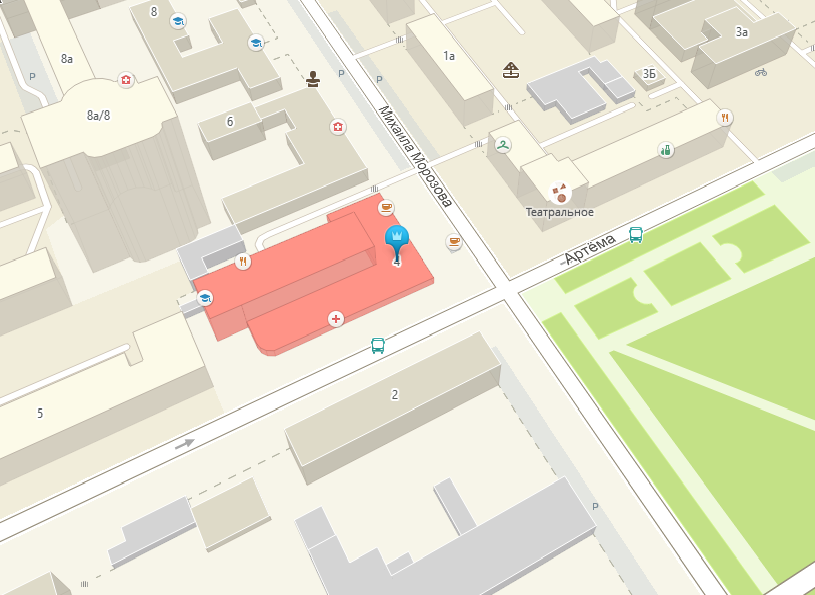 8
8а
1а
3а
P
P
P
3Б
8а/8
6
Михаила Морозова
Театральное
Артёма
4
2
5
P